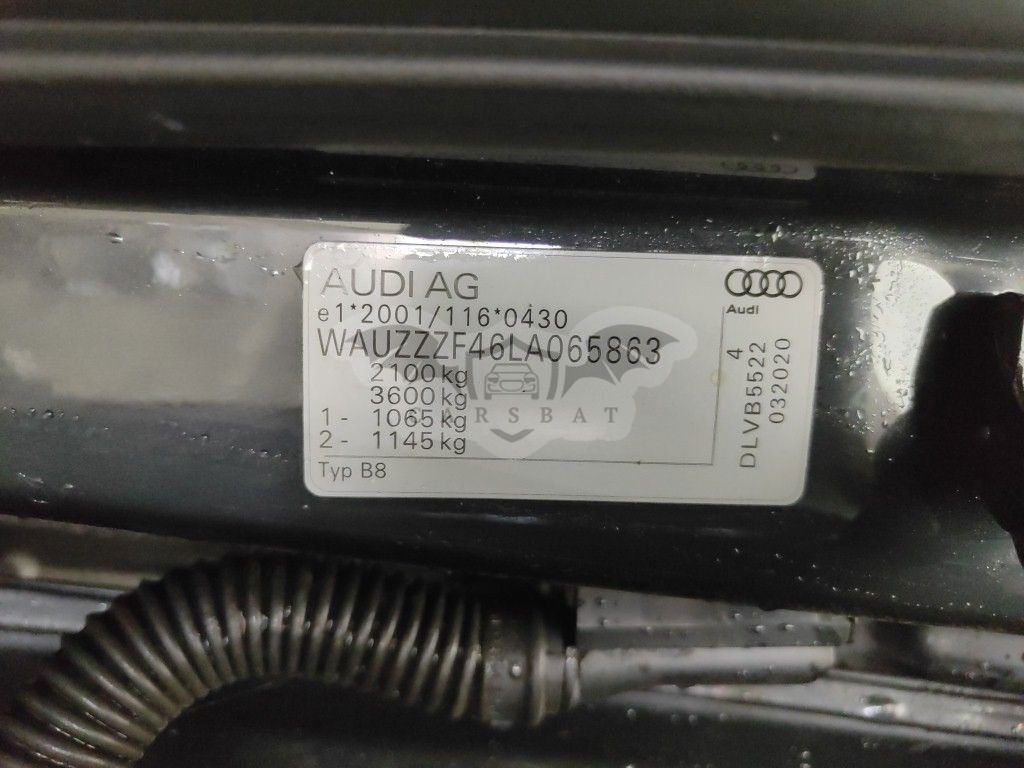 AUDI AG
Audi
e1*2001/116*0430
WAUZZZF46LA065863
2100 kg
3600 kg
1 - 1065 kg
2 - 1145 kg
Typ B8
DLVB5522 4
032020
CARSBAT